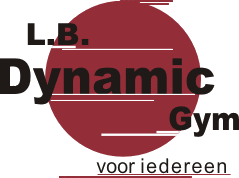 L.B.
Dynamic
Gym
voor iedereen